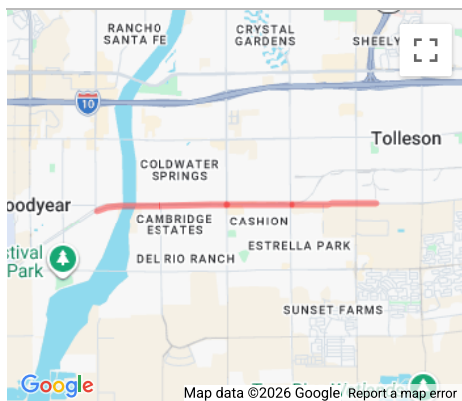 RANCHO
SANTA FE
CRYSTAL
GARDENS
SHEELY
10
Tolleson
COLDWATER
SPRINGS
oodyear
CAMBRIDGE
ESTATES
CASHION
ESTRELLA PARK
stival
Park
DEL RIO RANCH
SUNSET FARMS
Google
Map data ©2026 Google
Report a map error